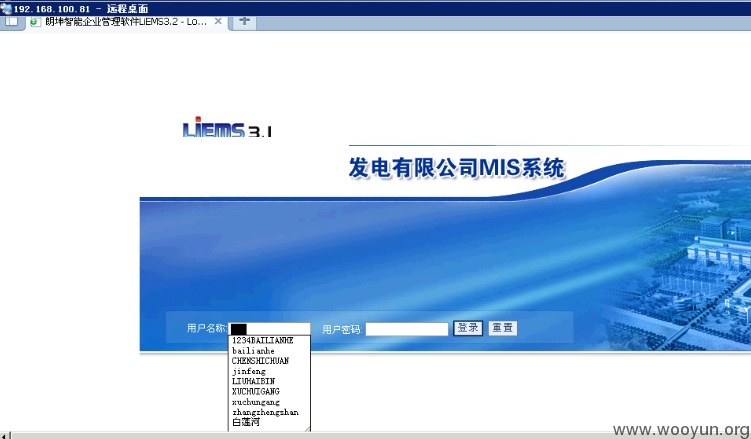 192.168.100.81 - 远程桌面
朗坤智能企业管理软件LiEMS3.2 - Lo...
LiEMS 3.1
发电有限公司MIS系统
用户名称: 用户密码: 登录 重置
1234BAILIANHE
bailianhe
CHENSHICHUAN
jinfeng
LIUHAIBIN
XUCHUIGANG
xuchungang
zhangzhengshan
白莲河
www.wooyun.org